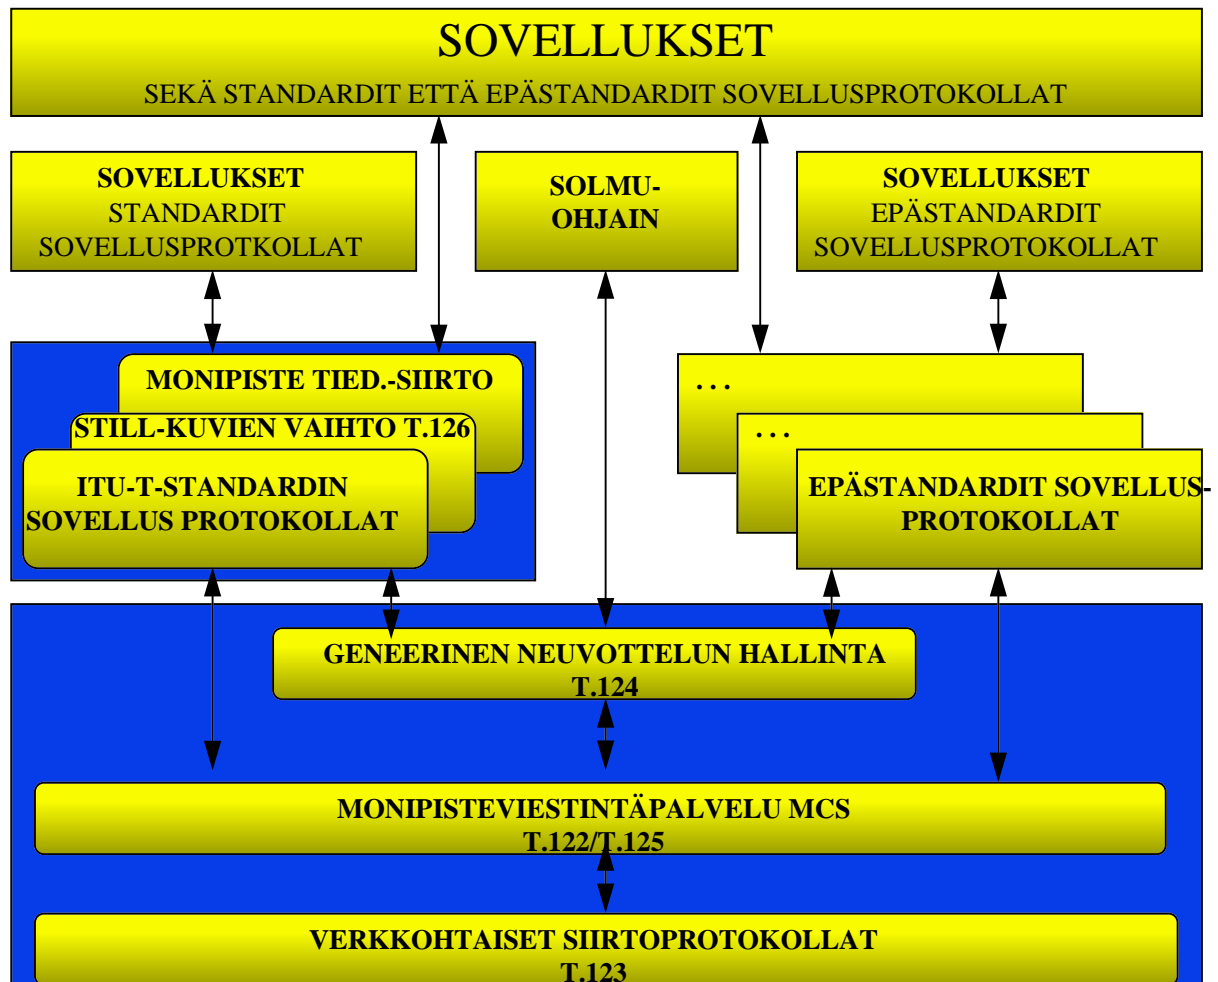 SOVELLUKSET
SEKÄ STANDARDIT ETTÄ EPÄSTANDARDIT SOVELLUSPROTOKOLLAT
SOVELLUKSET
STANDARDIT
SOVELLUSPROTKOLLAT
SOLMU-
OHJAIN
SOVELLUKSET
EPÄSTANDARDIT
SOVELLUSPROTOKOLLAT
MONIPISTE TIED.-SIIRTO
STILL-KUVIEN VAIHTO T.126
ITU-T-STANDARDIN
SOVELLUS PROTOKOLLAT
. . .
. . .
EPÄSTANDARDIT SOVELLUS-
PROTOKOLLAT
GENEERINEN NEUVOTTELUN HALLINTA
T.124
MONIPISTEVIESTINTÄPALVELU MCS
T.122/T.125
VERKKOHTAISET SIIRTOPROTOKOLLAT
T.123